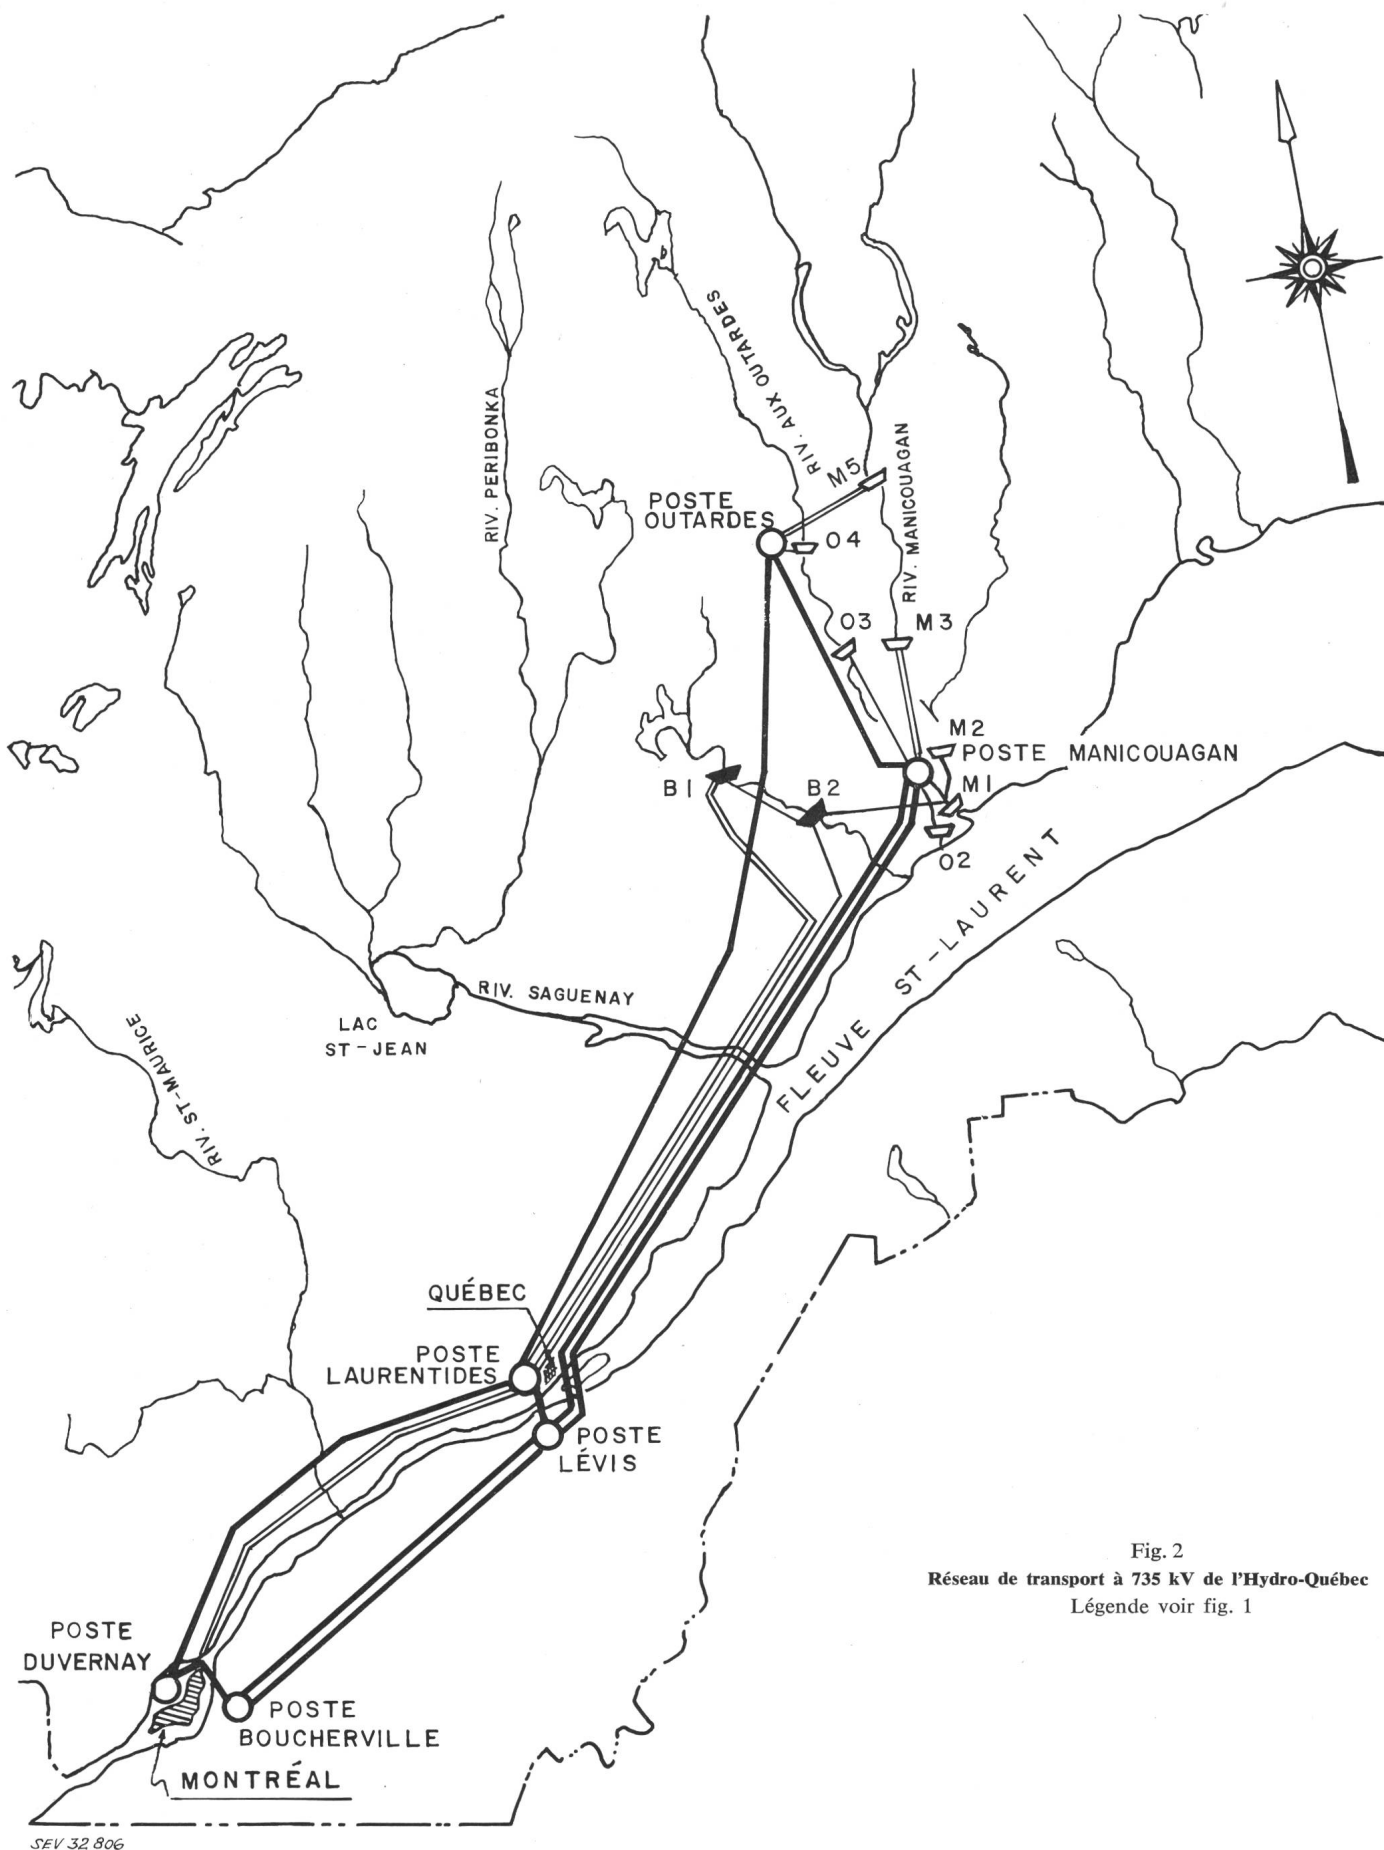 RIV. AUX OUTARDES
RIV. PERIBONKA
RIV. MANICOUAGAN
M5
POSTE
OUTARDES
O4
O3
M3
M2
POSTE MANICOUAGAN
M1
B1
B2
O2
FLEUVE ST-LAURENT
RIV. SAGUENAY
LAC
ST-JEAN
RIV. ST-MAURICE
QUÉBEC
POSTE
LAURENTIDES
POSTE
LÉVIS
Fig. 2
Réseau de transport à 735 kV de l'Hydro-Québec
Légende voir fig. 1
POSTE
DUVERNAY
POSTE
BOUCHERVILLE
MONTRÉAL
SEV 32806